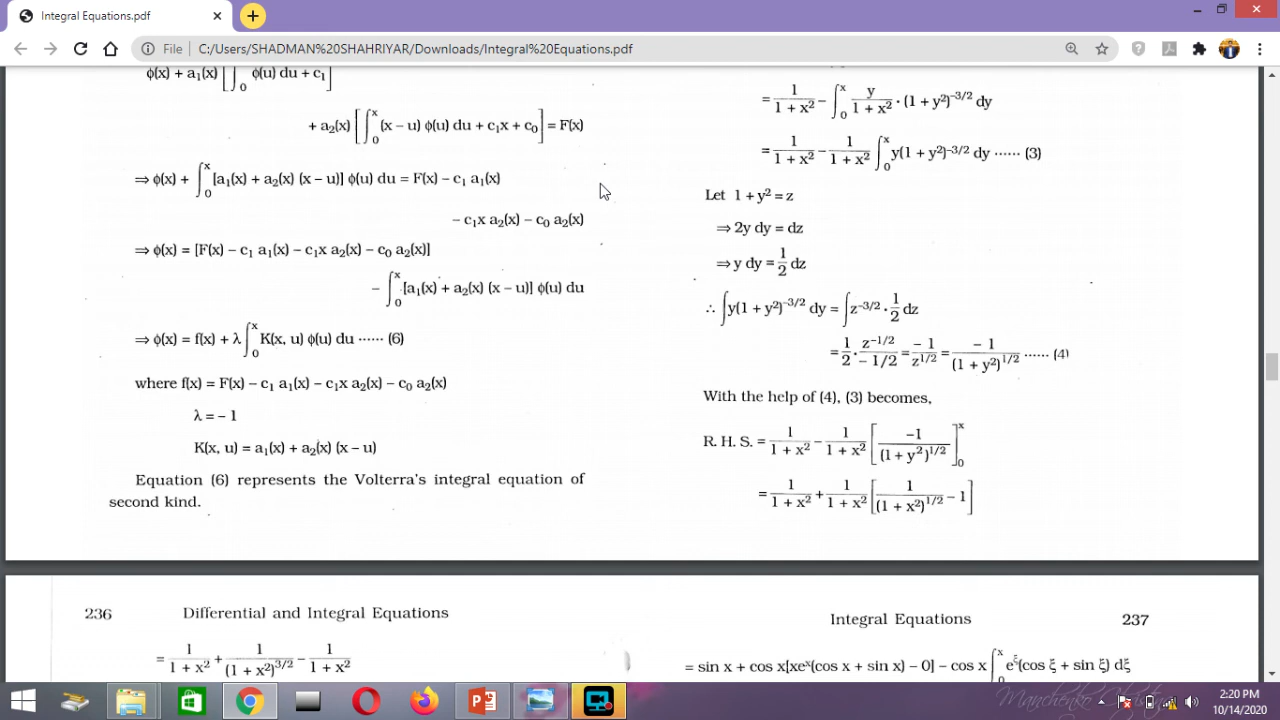 Integral Equations.pdf
File | C:/Users/SHADMAN%20SHAHRIYAR/Downloads/Integral%20Equations.pdf
ϕ(x) + a₁(x) [∫₀ˣ ϕ(u) du + c₁]
+ a₂(x) [∫₀ˣ (x – u) ϕ(u) du + c₁x + c₀] = F(x)
⇒ ϕ(x) + ∫₀ˣ [a₁(x) + a₂(x) (x – u)] ϕ(u) du = F(x) – c₁ a₁(x)
– c₁x a₂(x) – c₀ a₂(x)
⇒ ϕ(x) = [F(x) – c₁ a₁(x) – c₁x a₂(x) – c₀ a₂(x)]
– ∫₀ˣ [a₁(x) + a₂(x) (x – u)] ϕ(u) du
⇒ ϕ(x) = f(x) + λ ∫₀ˣ K(x, u) ϕ(u) du ······ (6)
where f(x) = F(x) – c₁ a₁(x) – c₁x a₂(x) – c₀ a₂(x)
λ = – 1
K(x, u) = a₁(x) + a₂(x) (x – u)
Equation (6) represents the Volterra's integral equation of
second kind.
= 1/(1 + x²) – ∫₀ˣ y/(1 + x²) · (1 + y²)^(–3/2) dy
= 1/(1 + x²) – 1/(1 + x²) ∫₀ˣ y(1 + y²)^(–3/2) dy ······ (3)
Let 1 + y² = z
⇒ 2y dy = dz
⇒ y dy = 1/2 dz
∴ ∫y(1 + y²)^(–3/2) dy = ∫z^(–3/2) · 1/2 dz
= 1/2 · z^(–1/2)/(– 1/2) = – 1/z^(1/2) = – 1/(1 + y²)^(1/2) ······ (4)
With the help of (4), (3) becomes,
R. H. S. = 1/(1 + x²) – 1/(1 + x²) [–1/(1 + y²)^(1/2)]₀ˣ
= 1/(1 + x²) + 1/(1 + x²) [1/(1 + x²)^(1/2) – 1]
236 Differential and Integral Equations
= 1/(1 + x²) + 1/(1 + x²)^(3/2) – 1/(1 + x²)
Integral Equations 237
= sin x + cos x[xeˣ(cos x + sin x) – 0] – cos x ∫₀ˣ e^ξ(cos ξ + sin ξ) dξ
2:20 PM
10/14/2020